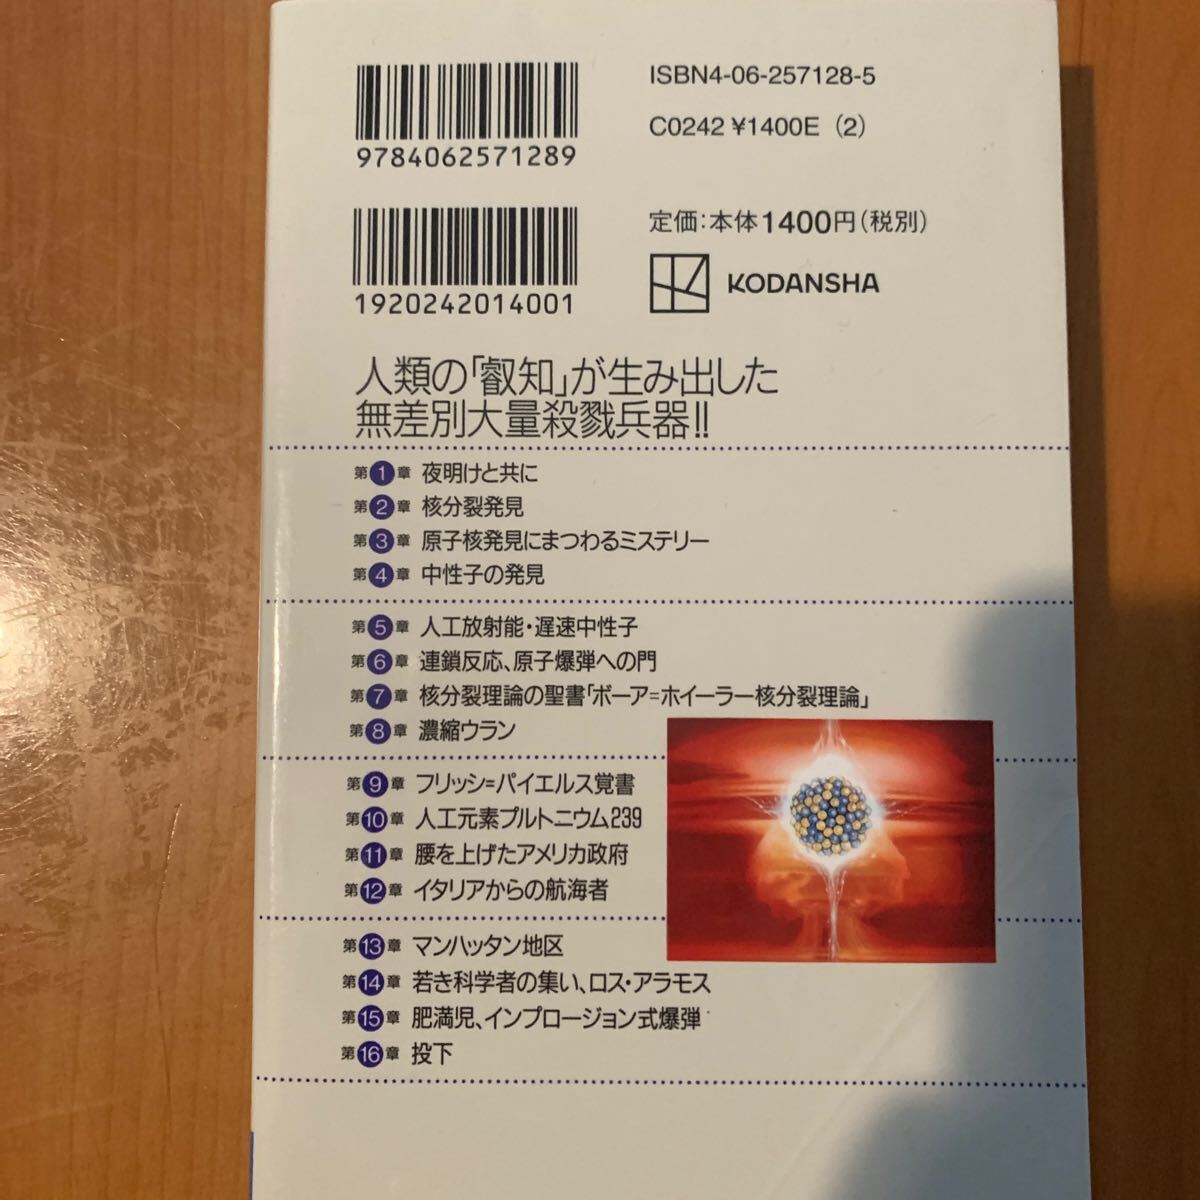 9784062571289
ISBN4-06-257128-5
C0242 ¥1400E (2)
1920242014001
定価:本体1400円(税別)
KODANSHA
人類の「叡知」が生み出した
無差別大量殺戮兵器!!
第1章 夜明けと共に
第2章 核分裂発見
第3章 原子核発見にまつわるミステリー
第4章 中性子の発見
第5章 人工放射能・遅速中性子
第6章 連鎖反応、原子爆弾への門
第7章 核分裂理論の聖書「ボーア=ホイーラー核分裂理論」
第8章 濃縮ウラン
第9章 フリッシ=パイエルス覚書
第10章 人工元素プルトニウム239
第11章 腰を上げたアメリカ政府
第12章 イタリアからの航海者
第13章 マンハッタン地区
第14章 若き科学者の集い、ロス・アラモス
第15章 肥満児、インプロージョン式爆弾
第16章 投下